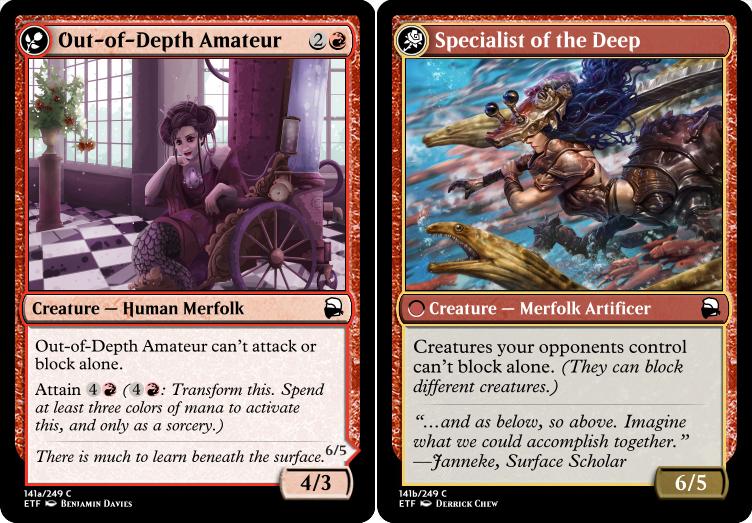 Out-of-Depth Amateur 2
Creature — Human Merfolk
Out-of-Depth Amateur can't attack or
block alone.
Attain 4 (4: Transform this. Spend
at least three colors of mana to activate
this, and only as a sorcery.)
There is much to learn beneath the surface.
6/5
4/3
141a/249 C
ETF Benjamin Davies
Specialist of the Deep
Creature — Merfolk Artificer
Creatures your opponents control
can't block alone. (They can block
different creatures.)
“…and as below, so above. Imagine
what we could accomplish together.”
—Janneke, Surface Scholar
6/5
141b/249 C
ETF Derrick Chew